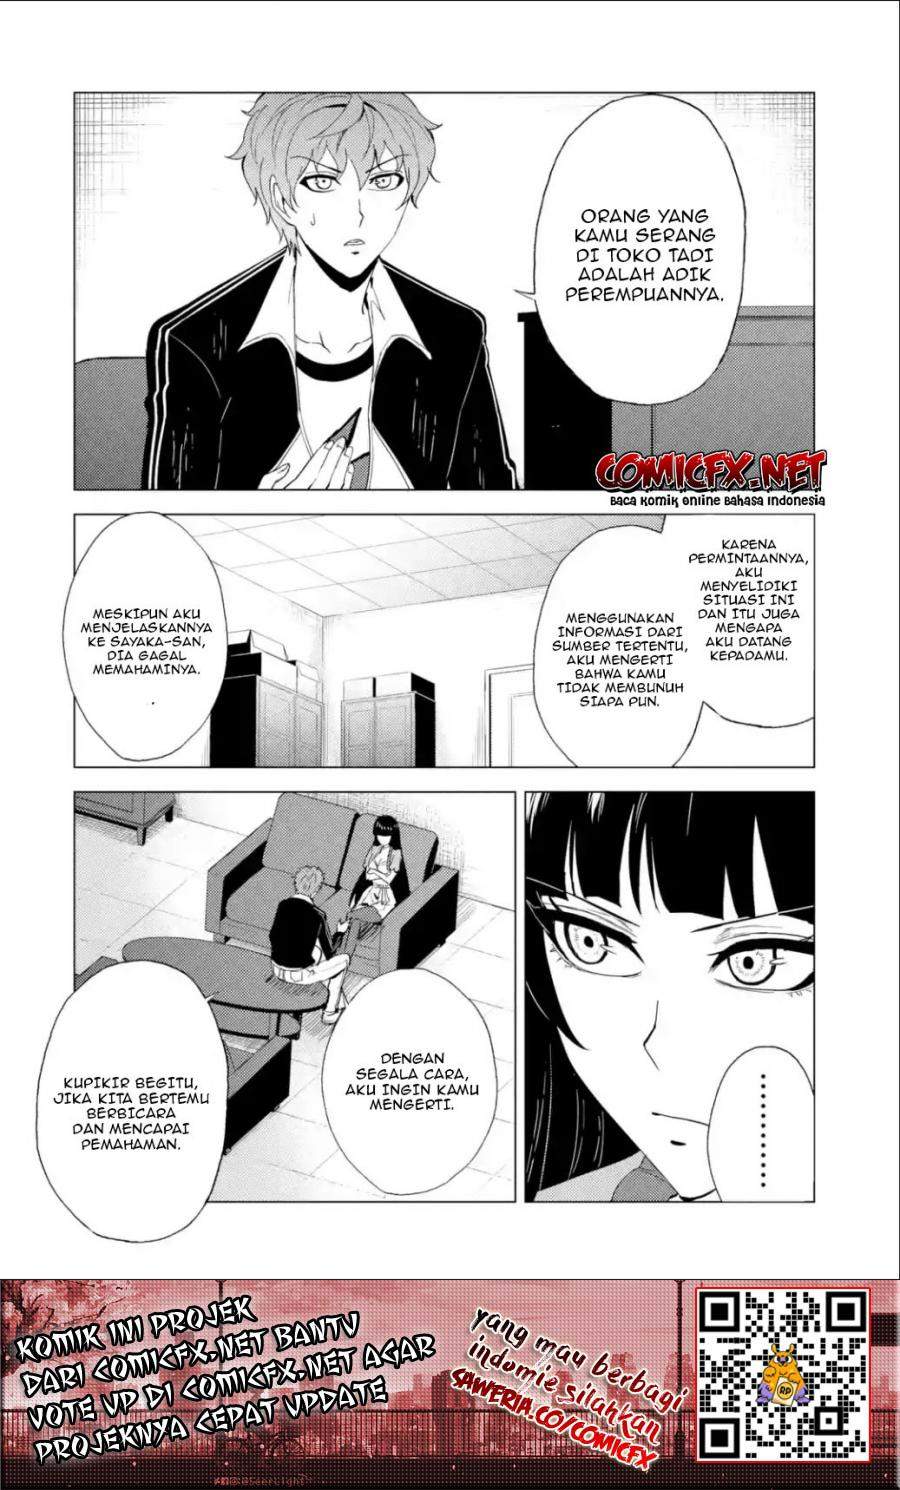 ORANG YANG
KAMU SERANG
DI TOKO TADI
ADALAH ADIK
PEREMPUANNYA.
COMICFX.NET
Baca Komik Online Bahasa Indonesia
KARENA
PERMINTAANNYA,
AKU
MENYELIDIKI
SITUASI INI
DAN ITU JUGA
MENGAPA
AKU DATANG
KEPADAMU.
MENGGUNAKAN
INFORMASI DARI
SUMBER TERTENTU,
AKU MENGERTI
BAHWA KAMU
TIDAK MEMBUNUH
SIAPA PUN.
MESKIPUN AKU
MENJELASKANNYA
KE SAYAKA-SAN,
DIA GAGAL
MEMAHAMINYA.
.........
DENGAN
SEGALA CARA,
AKU INGIN KAMU
MENGERTI.
KUPIKIR BEGITU,
JIKA KITA BERTEMU
BERBICARA
DAN MENCAPAI
PEMAHAMAN.
KOMIK INI PROJEK
DARI COMICFX.NET BANTU
VOTE UP DI COMICFX.NET AGAR
PROJEKNYA CEPAT UPDATE
yang mau berbagi
indomie silahkan
SAWERIA.CO/COMICFX
RP